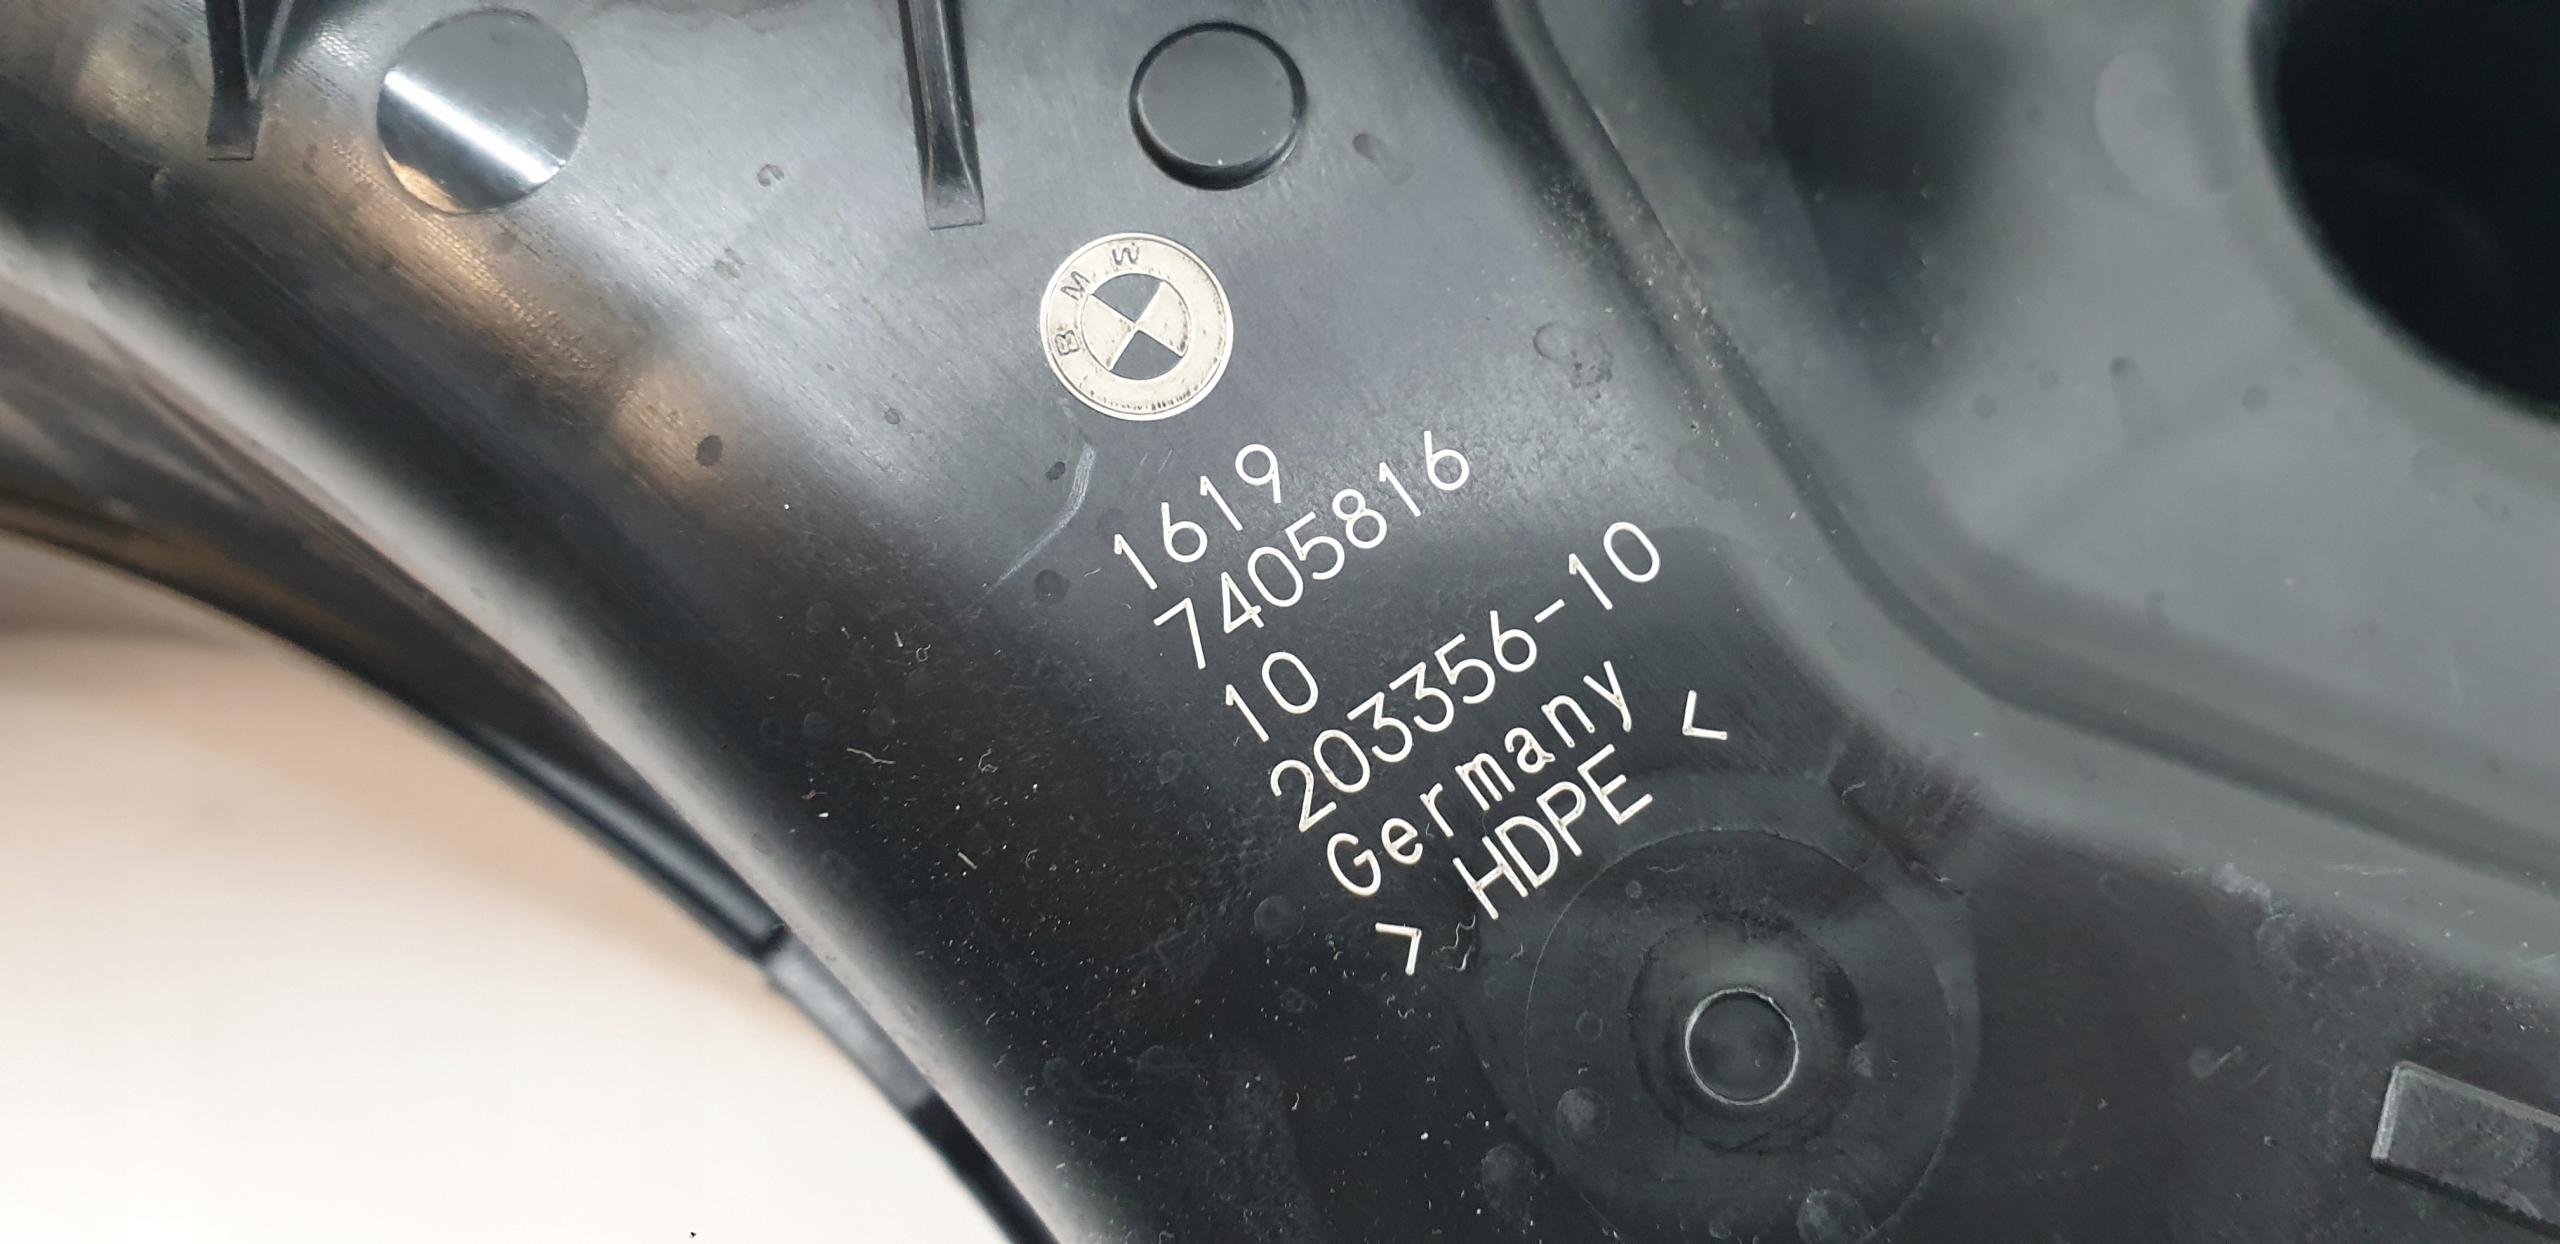 BMW
1619
7405816
10
203356-10
Germany
> HDPE <